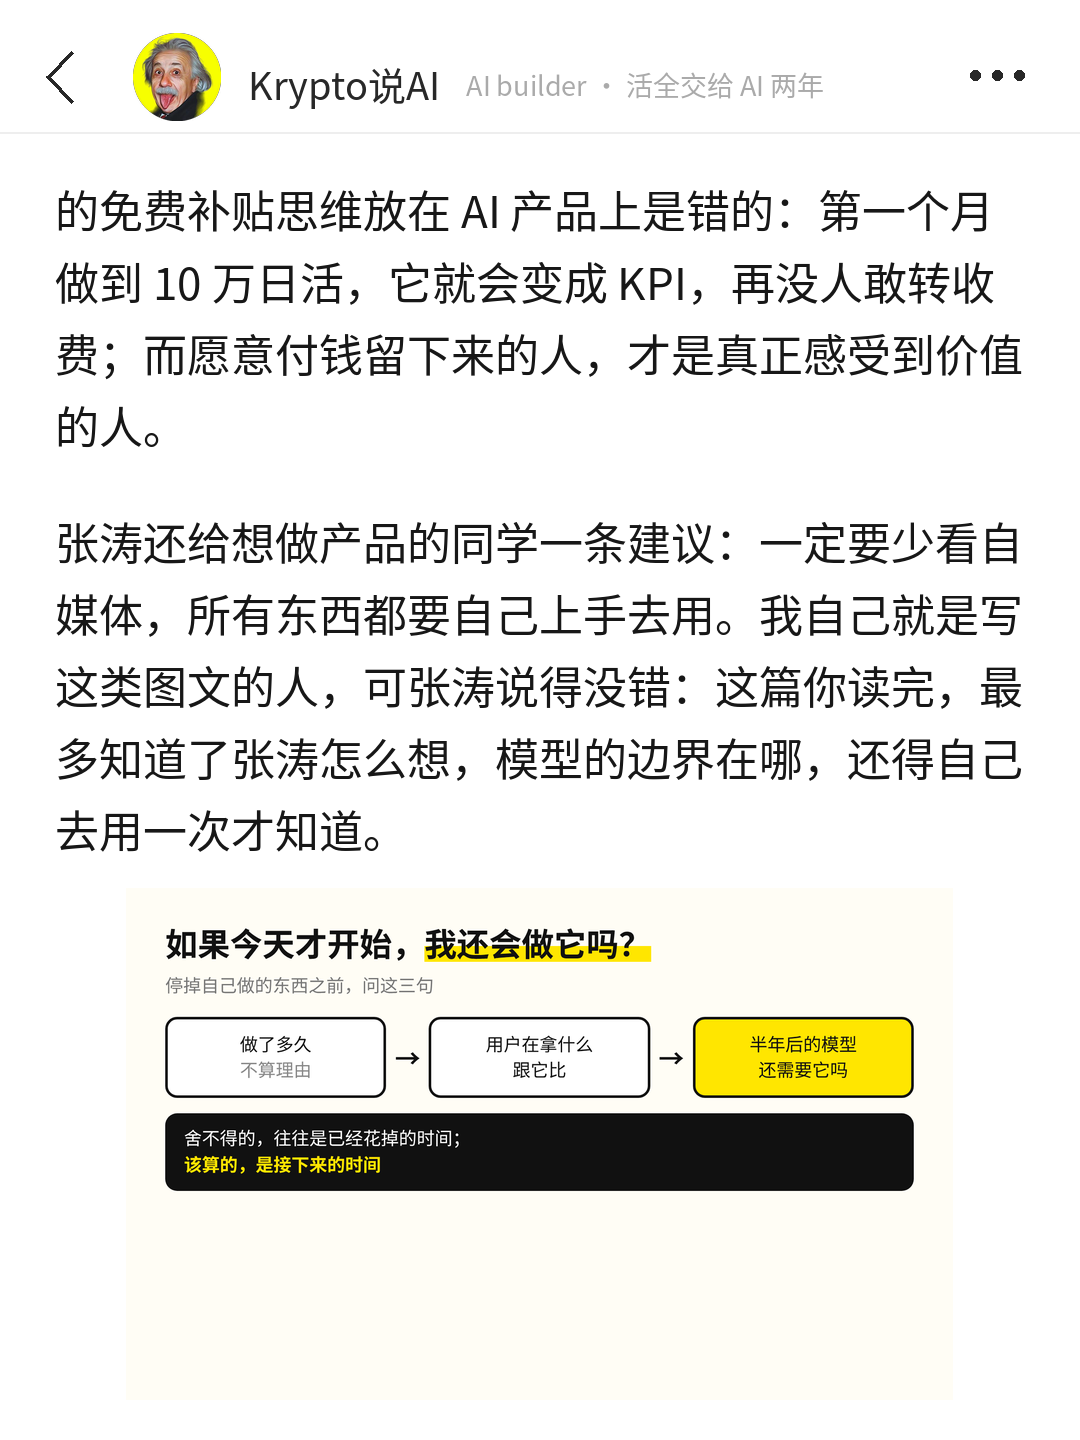 Krypto说AI AI builder · 活全交给 AI 两年
的免费补贴思维放在 AI 产品上是错的：第一个月
做到 10 万日活，它就会变成 KPI，再没人敢转收
费；而愿意付钱留下来的人，才是真正感受到价值
的人。
张涛还给想做产品的同学一条建议：一定要少看自
媒体，所有东西都要自己上手去用。我自己就是写
这类图文的人，可张涛说得没错：这篇你读完，最
多知道了张涛怎么想，模型的边界在哪，还得自己
去用一次才知道。
如果今天才开始，我还会做它吗？
停掉自己做的东西之前，问这三句
做了多久
不算理由
→
用户在拿什么
跟它比
→
半年后的模型
还需要它吗
舍不得的，往往是已经花掉的时间；
该算的，是接下来的时间